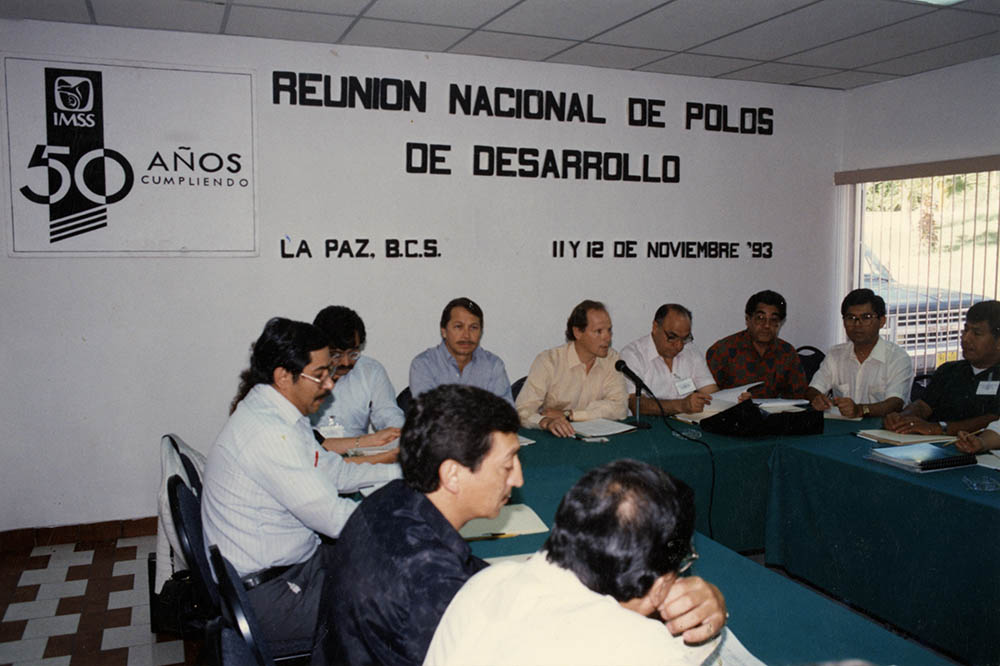 IMSS
50
AÑOS
CUMPLIENDO
REUNION NACIONAL DE POLOS
DE DESARROLLO
LA PAZ, B.C.S.
11 Y 12 DE NOVIEMBRE '93